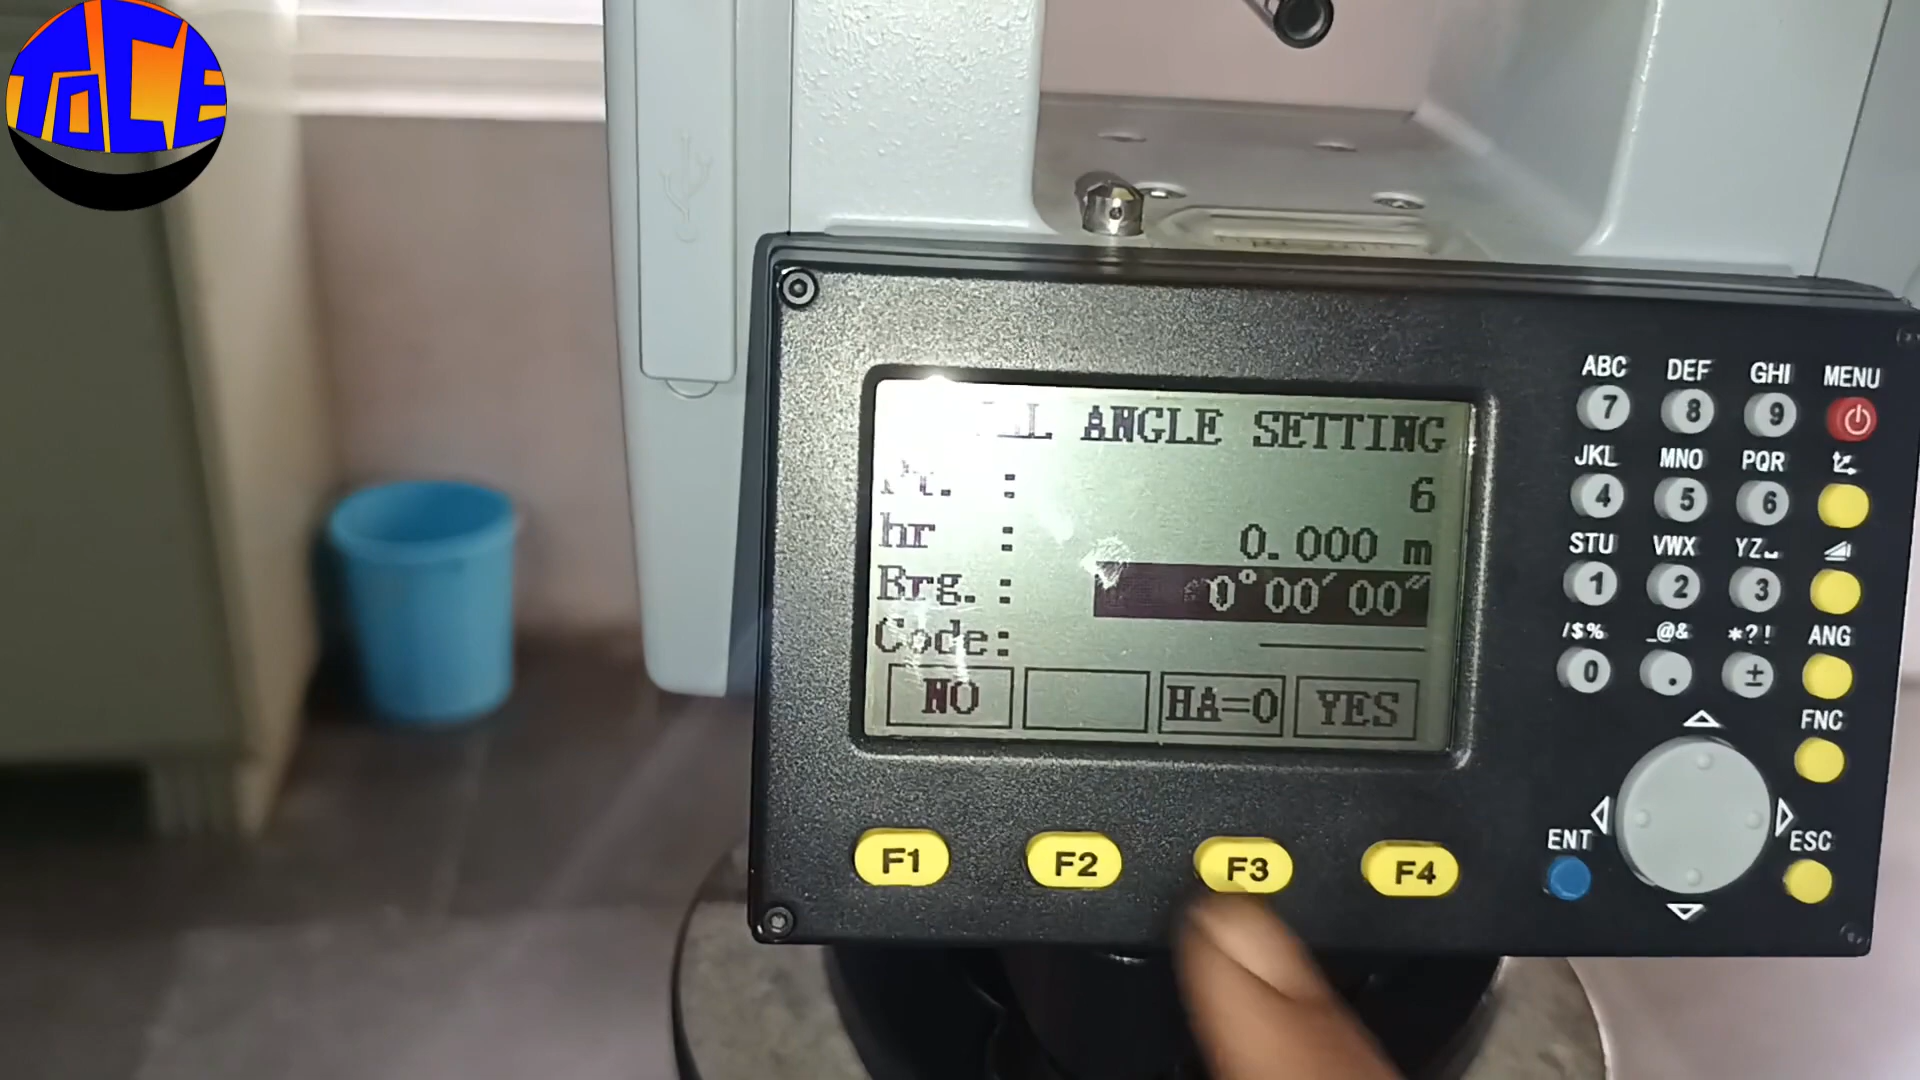 TOCE
ANGLE SETTING
Pt. : 6
hr : 0.000 m
Brg. : 0°00′00″
Code:
NO HA=0 YES
F1 F2 F3 F4
ABC DEF GHI MENU
7 8 9
JKL MNO PQR
4 5 6
STU VWX YZ
1 2 3
/$% _@& *?! ANG
0 . ±
FNC
ENT ESC